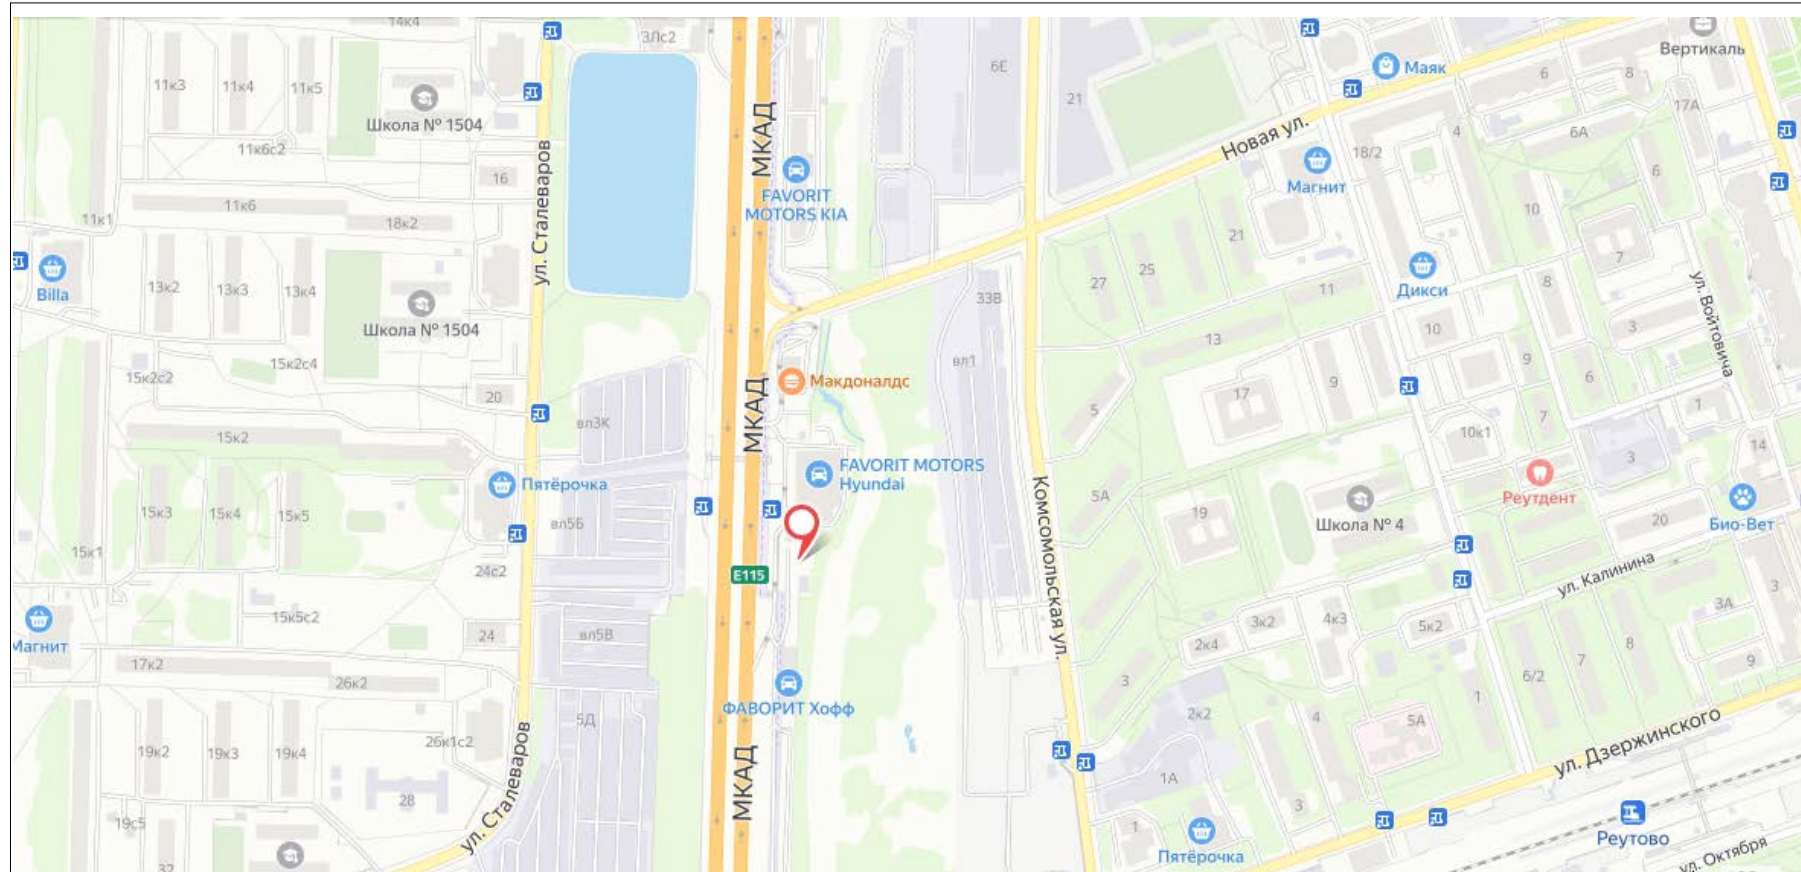 14к4
3Лс2
6Е
Маяк
Вертикаль
6
8
11к3
11к4
11к5
Школа № 1504
21
17А
Новая ул.
4
6А
МКАД
11к6с2
18/2
16
FAVORIT
MOTORS KIA
Магнит
6
11к1
11к6
18к2
ул. Сталеваров
10
21
Billa
13к2
13к3
13к4
Школа № 1504
33В
27
25
11
Дикси
8
7
ул. Войтовича
3
10
13
15к2с2
15к2с4
вл1
9
6
Макдоналдс
МКАД
20
17
9
5
7
1
15к2
вл3К
10к1
14
FAVORIT MOTORS
Hyundai
3
Пятёрочка
5А
Реутдент
15к3
15к4
15к5
вл5Б
19
Школа № 4
20
Био-Вет
15к1
24с2
Е115
Комсомольская ул.
ул. Калинина
3
3А
Магнит
15к5с2
24
вл5В
3к2
4к3
5к2
2к4
17к2
26к2
3
6/2
7
8
9
1
ФАВОРИТ Хофф
5Д
2к2
4
5А
19к2
19к3
19к4
26к1с2
ул. Дзержинского
МКАД
1А
28
ул. Сталеваров
3
19с5
1
Пятёрочка
Реутово
32
ул. Октября